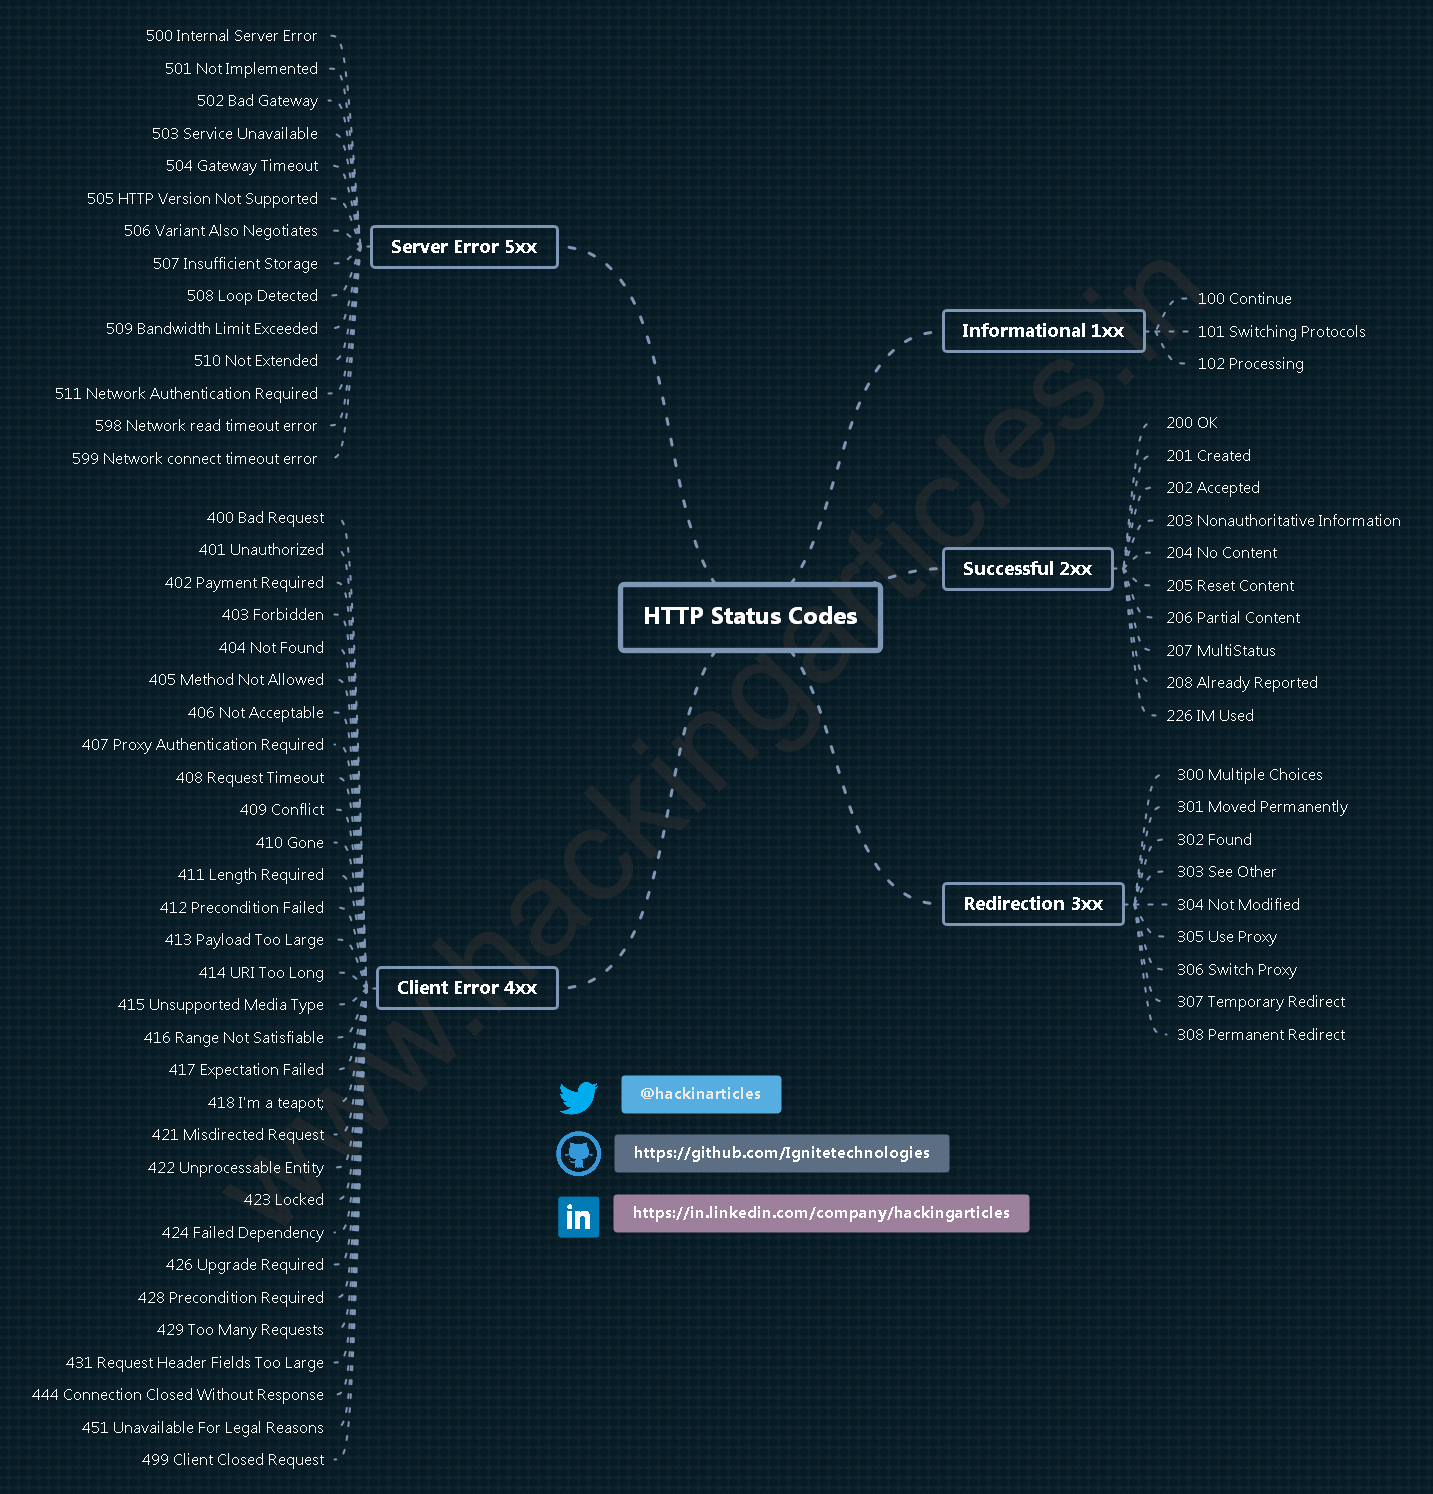 HTTP Status Codes
Informational 1xx
100 Continue
101 Switching Protocols
102 Processing
Successful 2xx
200 OK
201 Created
202 Accepted
203 Nonauthoritative Information
204 No Content
205 Reset Content
206 Partial Content
207 MultiStatus
208 Already Reported
226 IM Used
Redirection 3xx
300 Multiple Choices
301 Moved Permanently
302 Found
303 See Other
304 Not Modified
305 Use Proxy
306 Switch Proxy
307 Temporary Redirect
308 Permanent Redirect
Client Error 4xx
400 Bad Request
401 Unauthorized
402 Payment Required
403 Forbidden
404 Not Found
405 Method Not Allowed
406 Not Acceptable
407 Proxy Authentication Required
408 Request Timeout
409 Conflict
410 Gone
411 Length Required
412 Precondition Failed
413 Payload Too Large
414 URI Too Long
415 Unsupported Media Type
416 Range Not Satisfiable
417 Expectation Failed
418 I'm a teapot;
421 Misdirected Request
422 Unprocessable Entity
423 Locked
424 Failed Dependency
426 Upgrade Required
428 Precondition Required
429 Too Many Requests
431 Request Header Fields Too Large
444 Connection Closed Without Response
451 Unavailable For Legal Reasons
499 Client Closed Request
Server Error 5xx
500 Internal Server Error
501 Not Implemented
502 Bad Gateway
503 Service Unavailable
504 Gateway Timeout
505 HTTP Version Not Supported
506 Variant Also Negotiates
507 Insufficient Storage
508 Loop Detected
509 Bandwidth Limit Exceeded
510 Not Extended
511 Network Authentication Required
598 Network read timeout error
599 Network connect timeout error
@hackinarticles
https://github.com/Ignitetechnologies
in
https://in.linkedin.com/company/hackingarticles
www.hackingarticles.in